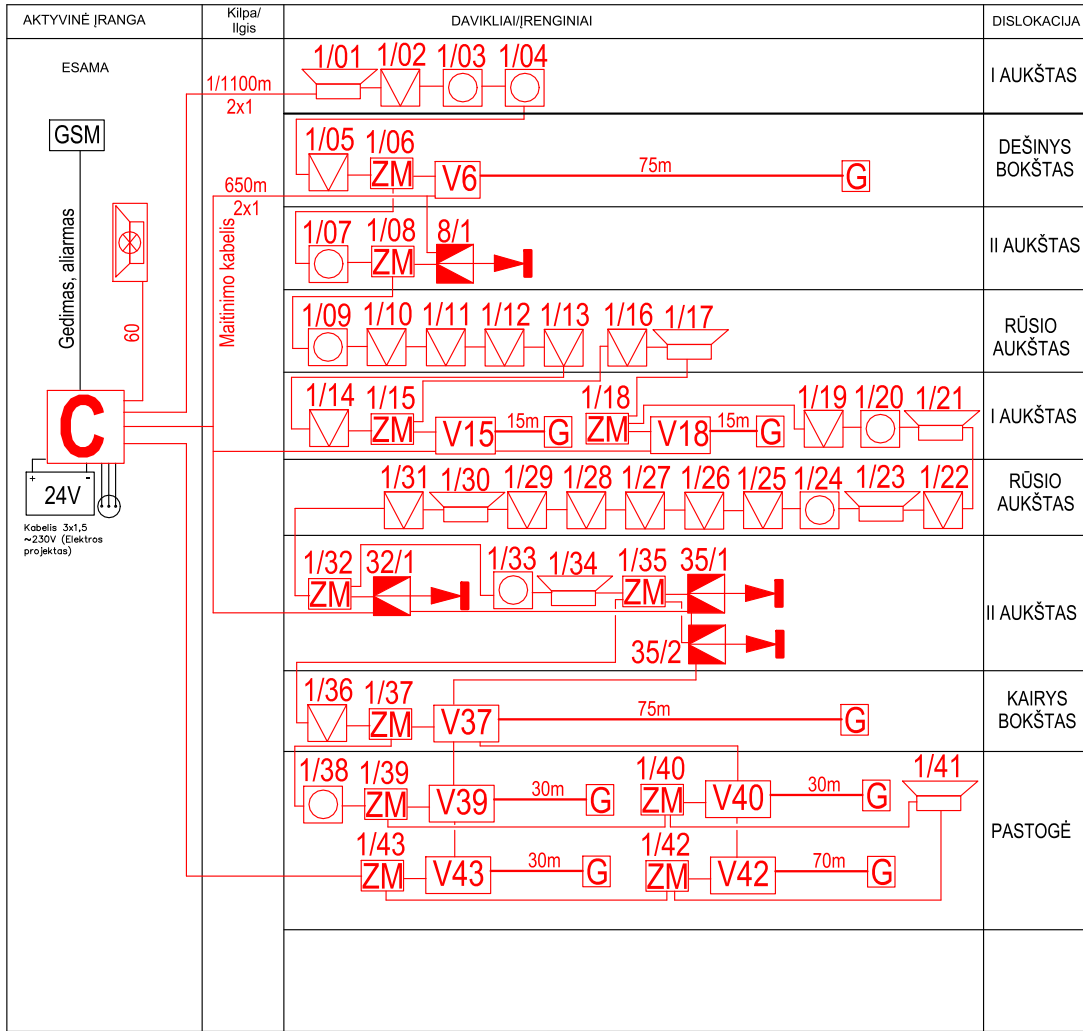 AKTYVINĖ ĮRANGA
Kilpa/
Ilgis
DAVIKLIAI/ĮRENGINIAI
DISLOKACIJA
ESAMA
GSM
Gedimas, aliarmas
60
C
+ -
24V
Kabelis 3x1,5
~230V (Elektros
projektas)
1/1100m
2x1
650m
2x1
Maitinimo kabelis
1/01 1/02 1/03 1/04
I AUKŠTAS
1/05 1/06
ZM V6 75m G
DEŠINYS
BOKŠTAS
1/07 1/08 8/1
ZM
II AUKŠTAS
1/09 1/10 1/11 1/12 1/13 1/16 1/17
RŪSIO
AUKŠTAS
1/14 1/15 1/18 1/19 1/20 1/21
ZM V15 15m G ZM V18 15m G
I AUKŠTAS
1/31 1/30 1/29 1/28 1/27 1/26 1/25 1/24 1/23 1/22
RŪSIO
AUKŠTAS
1/32 32/1 1/33 1/34 1/35 35/1
ZM ZM
35/2
II AUKŠTAS
1/36 1/37
ZM V37 75m G
KAIRYS
BOKŠTAS
1/38 1/39 1/40 1/41
ZM V39 30m G ZM V40 30m G
1/43 1/42
ZM V43 30m G ZM V42 70m G
PASTOGĖ